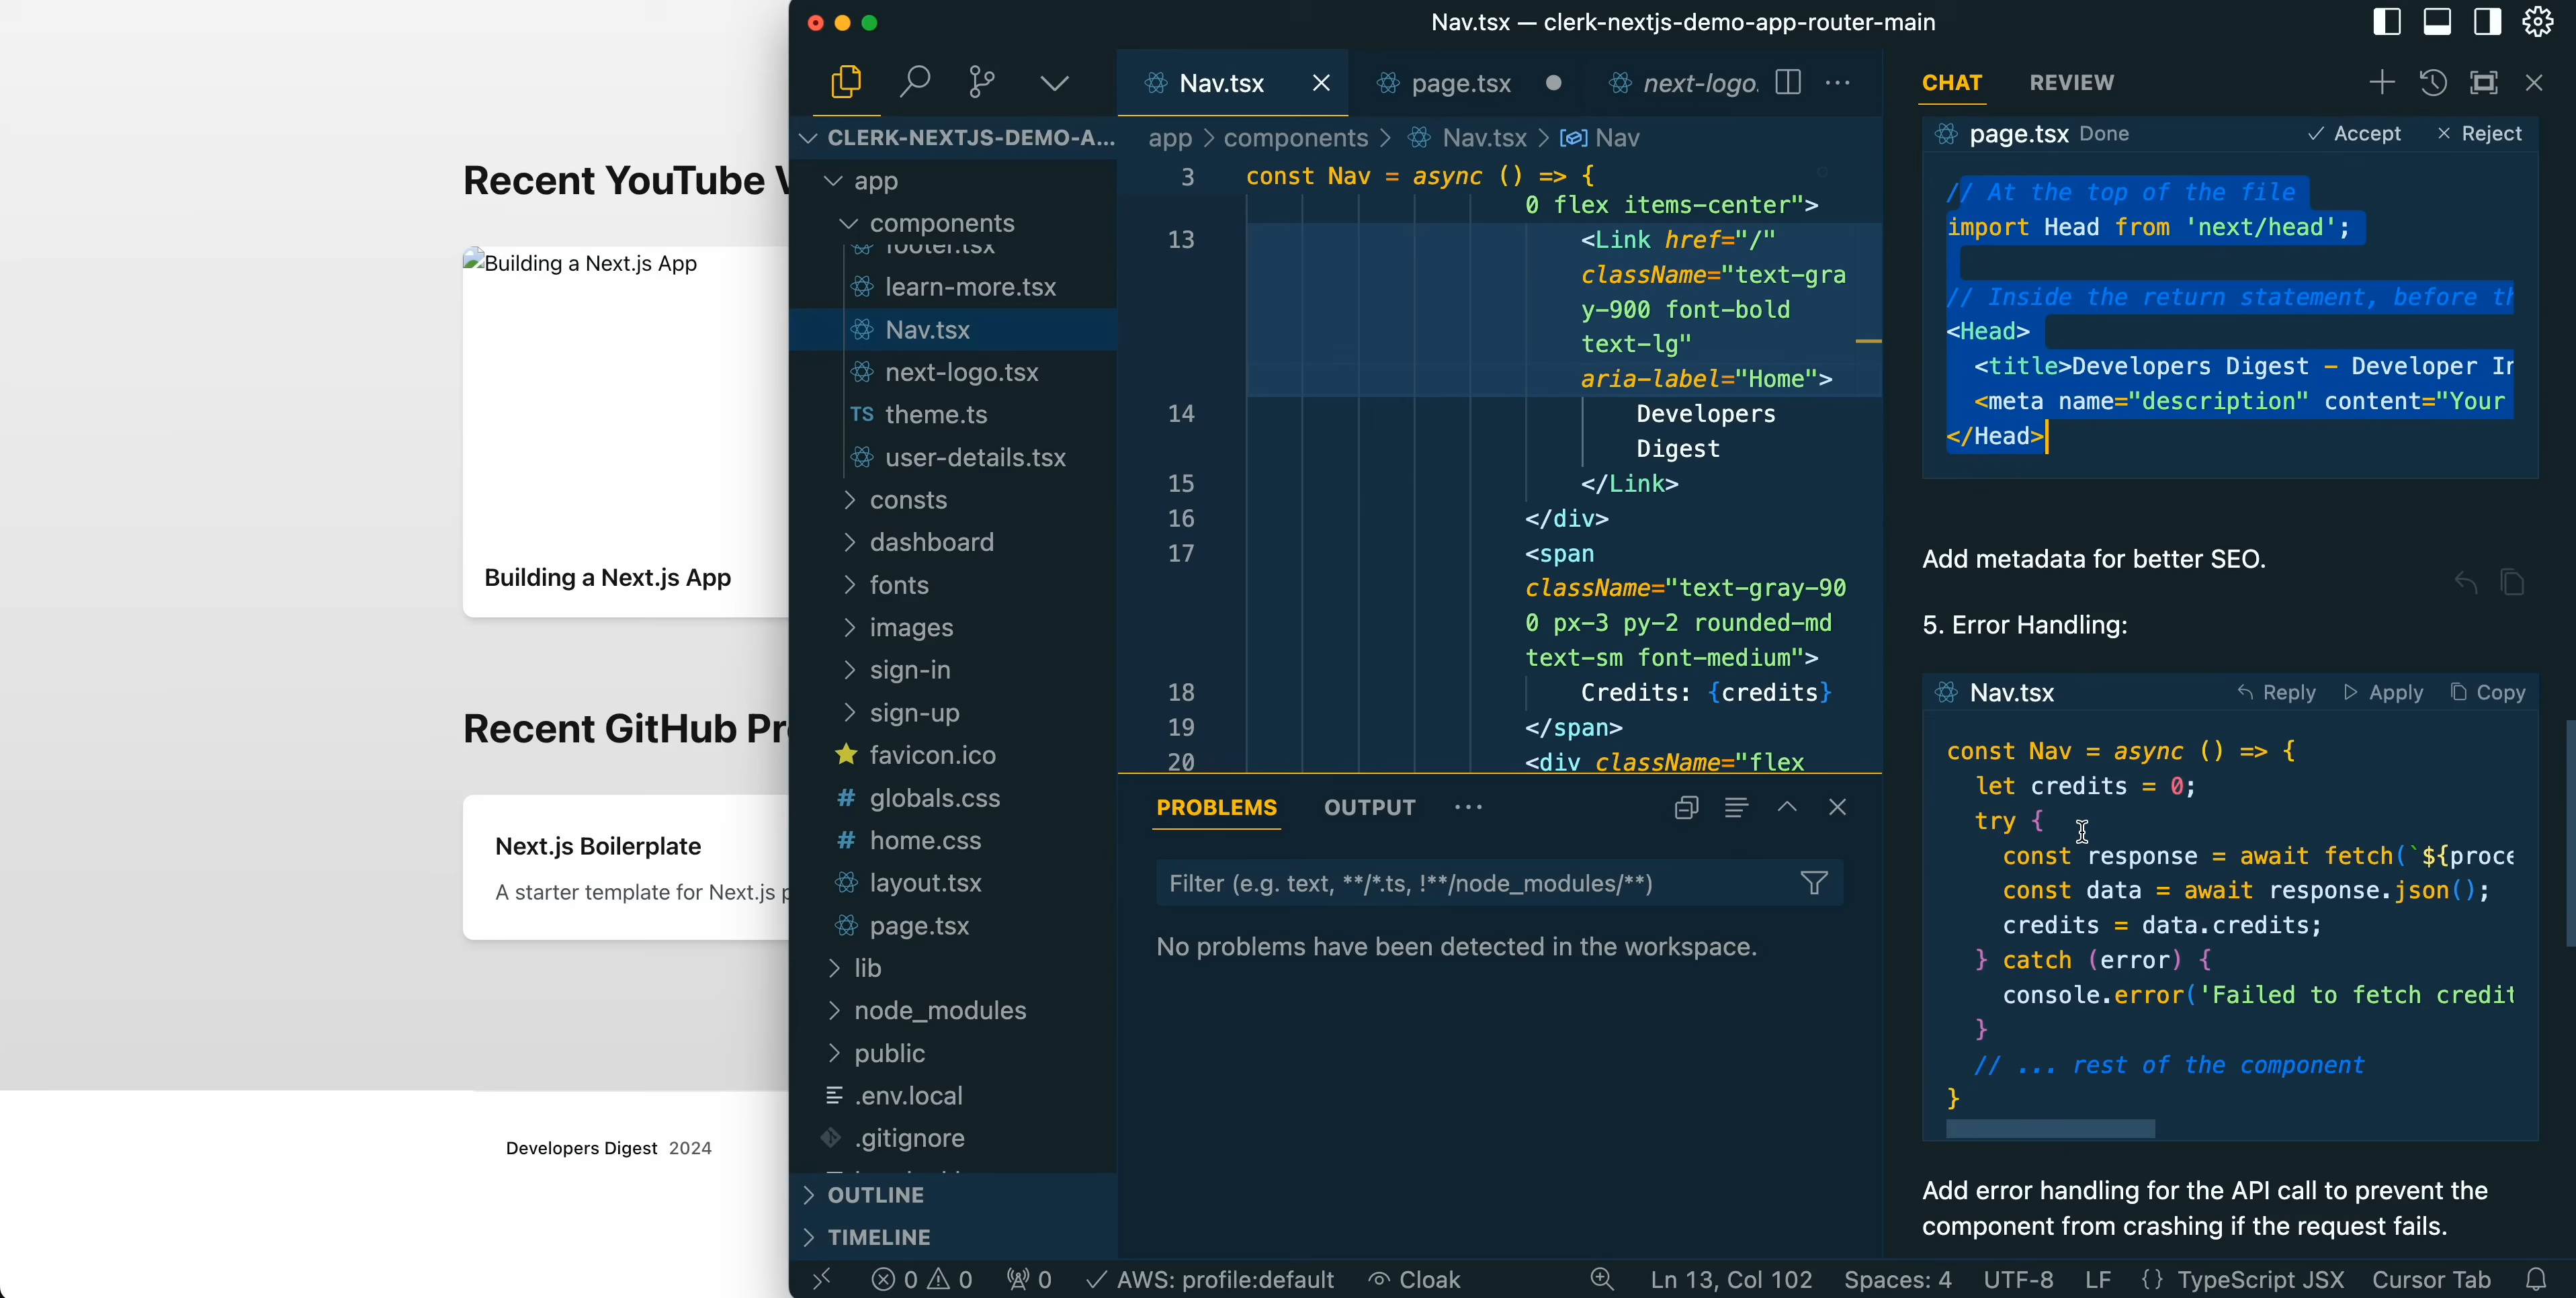 Recent YouTube V
Building a Next.js App
Building a Next.js App
Recent GitHub Pr
Next.js Boilerplate
A starter template for Next.js p
Developers Digest 2024
Nav.tsx — clerk-nextjs-demo-app-router-main
Nav.tsx
page.tsx
next-logo.
CLERK-NEXTJS-DEMO-A...
app
components
footer.tsx
learn-more.tsx
Nav.tsx
next-logo.tsx
TS theme.ts
user-details.tsx
consts
dashboard
fonts
images
sign-in
sign-up
favicon.ico
# globals.css
# home.css
layout.tsx
page.tsx
lib
node_modules
public
.env.local
.gitignore
OUTLINE
TIMELINE
app > components > Nav.tsx > Nav
3 const Nav = async () => {
0 flex items-center">
13 <Link href="/"
className="text-gra
y-900 font-bold
text-lg"
aria-label="Home">
14 Developers
Digest
15 </Link>
16 </div>
17 <span
className="text-gray-90
0 px-3 py-2 rounded-md
text-sm font-medium">
18 Credits: {credits}
19 </span>
20 <div className="flex
PROBLEMS OUTPUT ...
Filter (e.g. text, **/*.ts, !**/node_modules/**)
No problems have been detected in the workspace.
CHAT REVIEW
page.tsx Done Accept Reject
// At the top of the file
import Head from 'next/head';
// Inside the return statement, before th
<Head>
<title>Developers Digest – Developer In
<meta name="description" content="Your
</Head>
Add metadata for better SEO.
5. Error Handling:
Nav.tsx Reply Apply Copy
const Nav = async () => {
let credits = 0;
try {
const response = await fetch(`${proce
const data = await response.json();
credits = data.credits;
} catch (error) {
console.error('Failed to fetch credit
}
// ... rest of the component
}
Add error handling for the API call to prevent the
component from crashing if the request fails.
0 0 0 AWS: profile:default Cloak Ln 13, Col 102 Spaces: 4 UTF-8 LF {} TypeScript JSX Cursor Tab